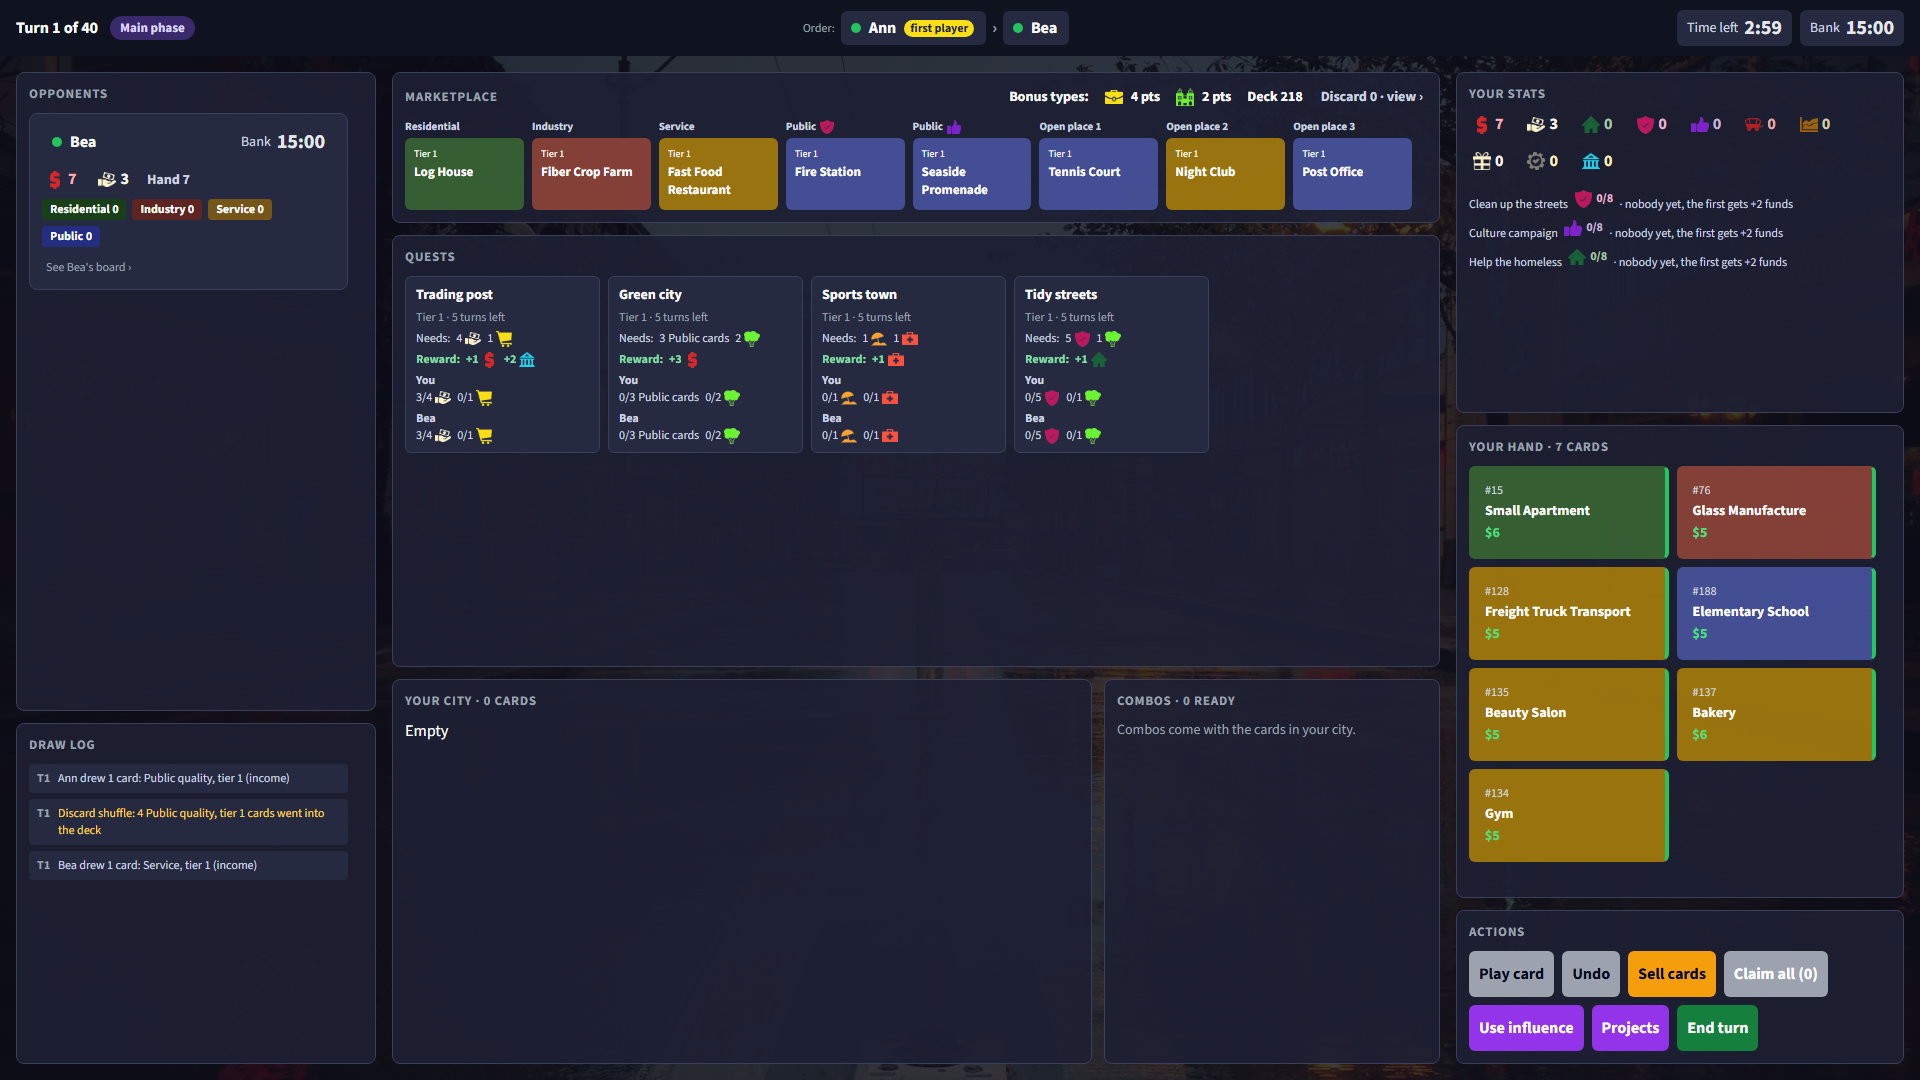 Turn 1 of 40 Main phase
Order: Ann first player › Bea
Time left 2:59 Bank 15:00
OPPONENTS
Bea Bank 15:00
7 3 Hand 7
Residential 0 Industry 0 Service 0
Public 0
See Bea's board ›
DRAW LOG
T1 Ann drew 1 card: Public quality, tier 1 (income)
T1 Discard shuffle: 4 Public quality, tier 1 cards went into
the deck
T1 Bea drew 1 card: Service, tier 1 (income)
MARKETPLACE
Bonus types: 4 pts 2 pts Deck 218 Discard 0 · view ›
Residential Industry Service Public Public Open place 1 Open place 2 Open place 3
Tier 1 Tier 1 Tier 1 Tier 1 Tier 1 Tier 1 Tier 1 Tier 1
Log House Fiber Crop Farm Fast Food Fire Station Seaside Tennis Court Night Club Post Office
Restaurant Promenade
QUESTS
Trading post
Tier 1 · 5 turns left
Needs: 4 1
Reward: +1 +2
You
3/4 0/1
Bea
3/4 0/1
Green city
Tier 1 · 5 turns left
Needs: 3 Public cards 2
Reward: +3
You
0/3 Public cards 0/2
Bea
0/3 Public cards 0/2
Sports town
Tier 1 · 5 turns left
Needs: 1 1
Reward: +1
You
0/1 0/1
Bea
0/1 0/1
Tidy streets
Tier 1 · 5 turns left
Needs: 5 1
Reward: +1
You
0/5 0/1
Bea
0/5 0/1
YOUR CITY · 0 CARDS
Empty
COMBOS · 0 READY
Combos come with the cards in your city.
YOUR STATS
7 3 0 0 0 0 0
0 0 0
Clean up the streets 0/8 · nobody yet, the first gets +2 funds
Culture campaign 0/8 · nobody yet, the first gets +2 funds
Help the homeless 0/8 · nobody yet, the first gets +2 funds
YOUR HAND · 7 CARDS
#15
Small Apartment
$6
#76
Glass Manufacture
$5
#128
Freight Truck Transport
$5
#188
Elementary School
$5
#135
Beauty Salon
$5
#137
Bakery
$6
#134
Gym
$5
ACTIONS
Play card Undo Sell cards Claim all (0)
Use influence Projects End turn